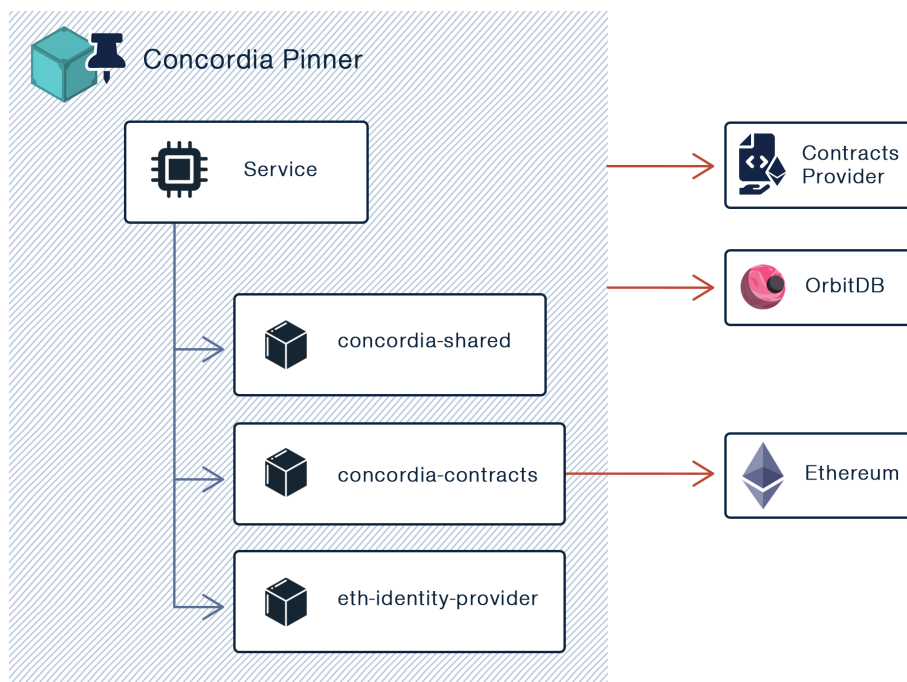 Concordia Pinner
Service
Contracts
Provider
OrbitDB
concordia-shared
concordia-contracts
Ethereum
eth-identity-provider